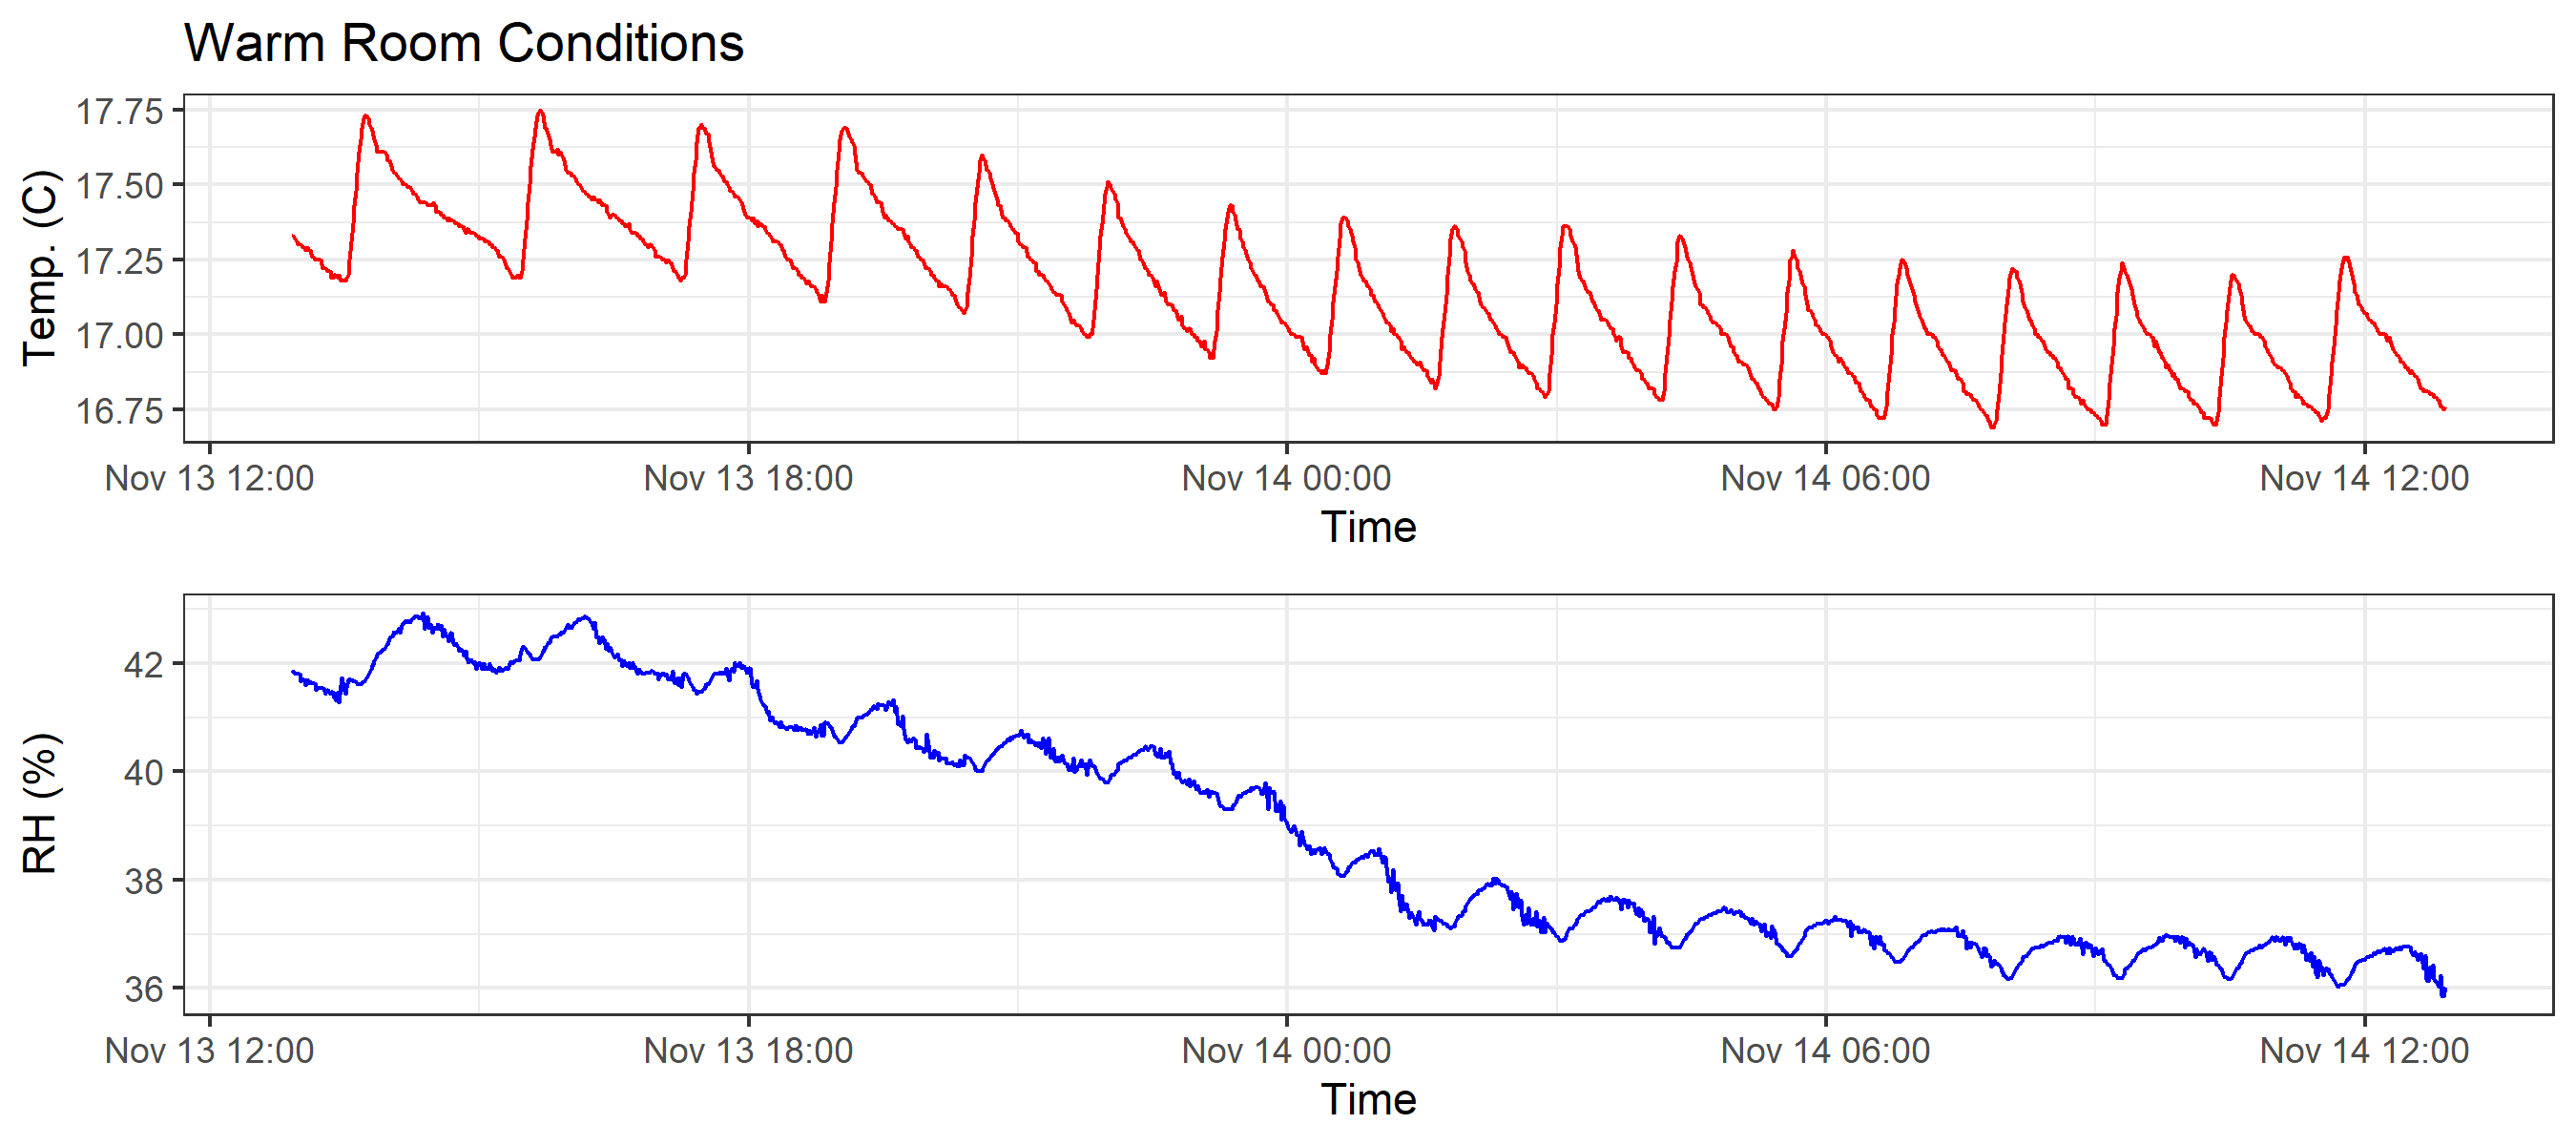 Warm Room Conditions
Temp. (C)
17.75
17.50
17.25
17.00
16.75
Nov 13 12:00 Nov 13 18:00 Nov 14 00:00 Nov 14 06:00 Nov 14 12:00
Time
RH (%)
42
40
38
36
Nov 13 12:00 Nov 13 18:00 Nov 14 00:00 Nov 14 06:00 Nov 14 12:00
Time